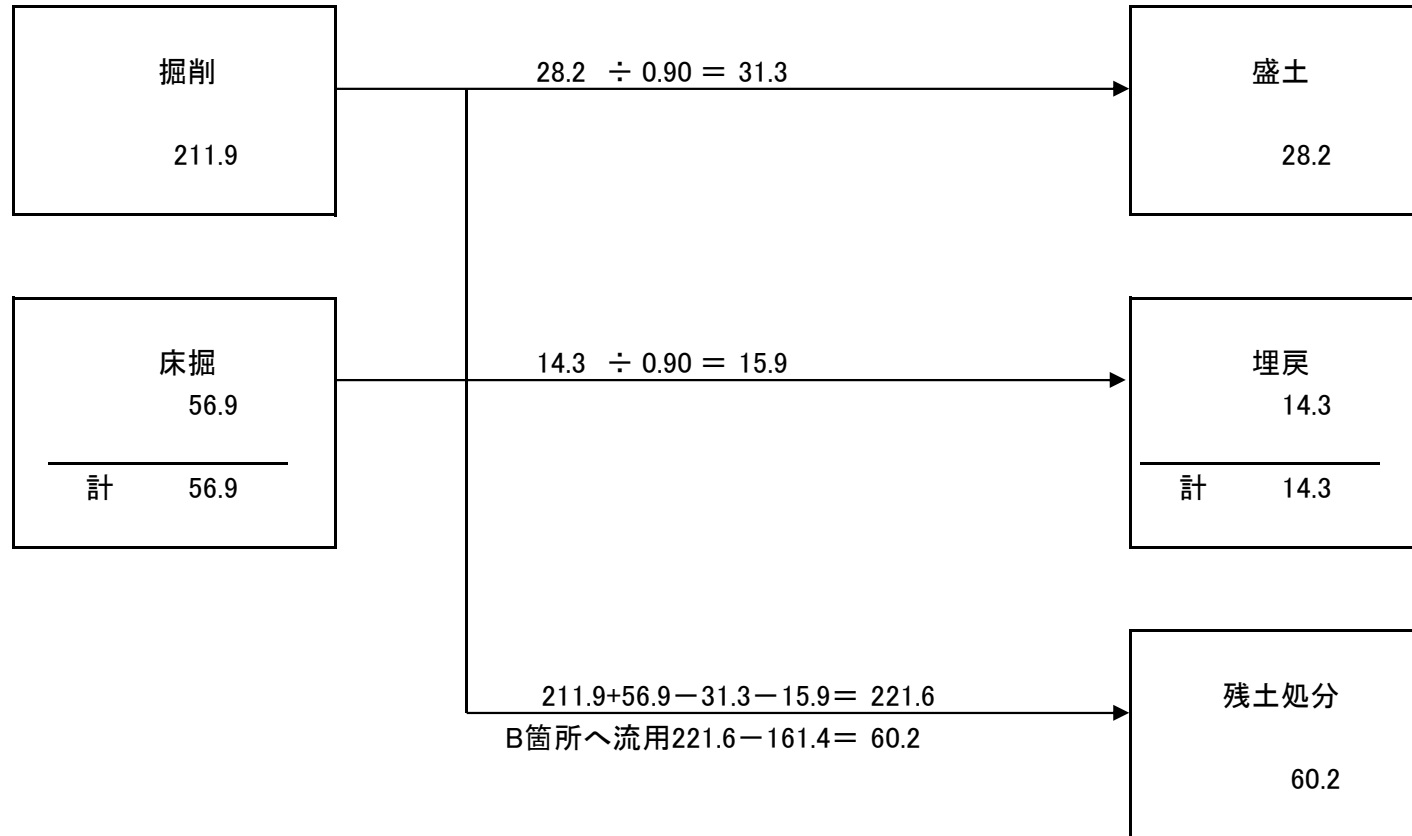 掘削
211.9
28.2 ÷ 0.90 = 31.3
盛土
28.2
床掘
56.9
計 56.9
14.3 ÷ 0.90 = 15.9
埋戻
14.3
計 14.3
211.9+56.9－31.3－15.9= 221.6
B箇所へ流用221.6－161.4= 60.2
残土処分
60.2